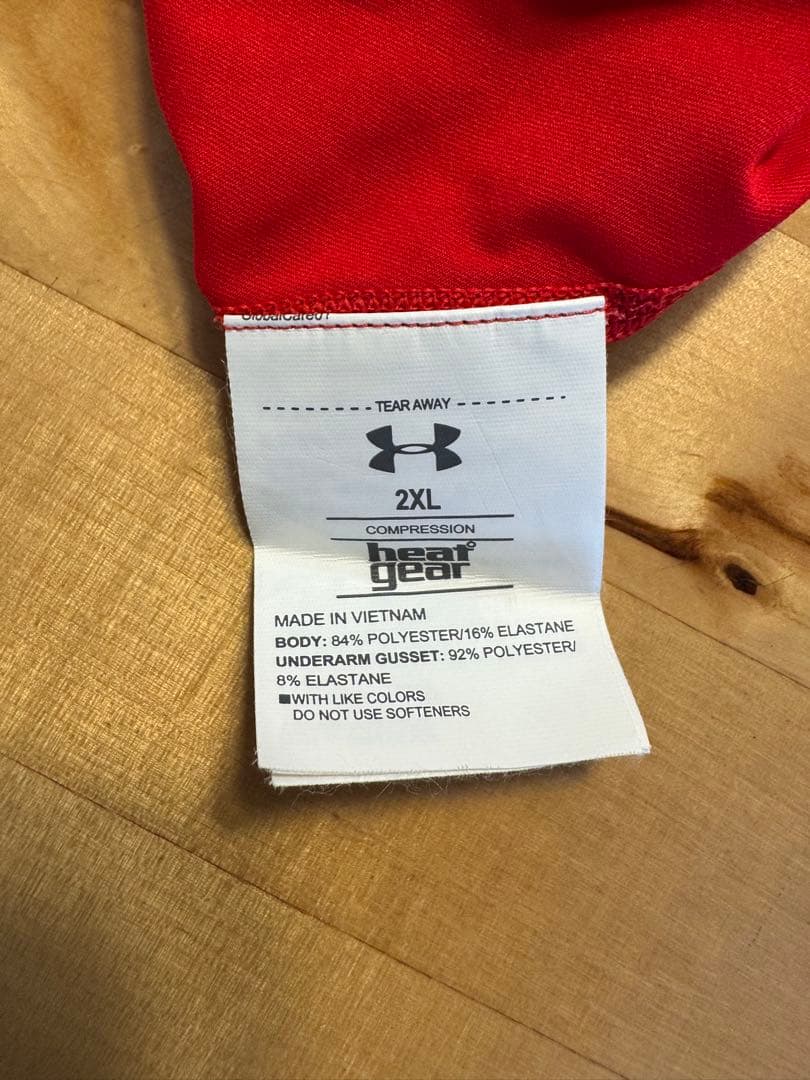 TEAR AWAY
2XL
COMPRESSION
heat
gear
MADE IN VIETNAM
BODY: 84% POLYESTER/16% ELASTANE
UNDERARM GUSSET: 92% POLYESTER/
8% ELASTANE
■WITH LIKE COLORS
DO NOT USE SOFTENERS